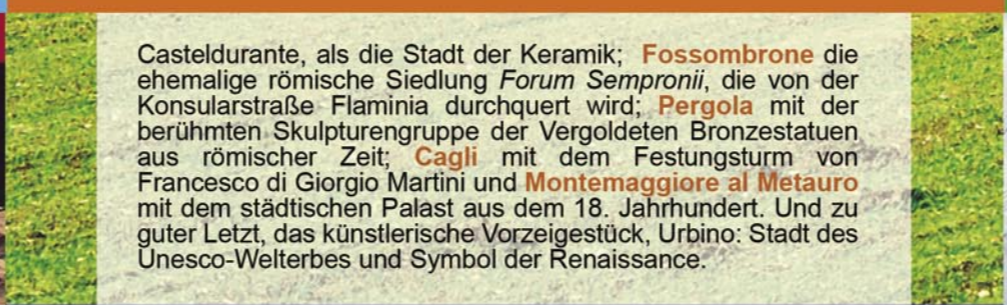 Casteldurante, als die Stadt der Keramik; Fossombrone die
ehemalige römische Siedlung Forum Sempronii, die von der
Konsularstraße Flaminia durchquert wird; Pergola mit der
berühmten Skulpturengruppe der Vergoldeten Bronzestatuen
aus römischer Zeit; Cagli mit dem Festungsturm von
Francesco di Giorgio Martini und Montemaggiore al Metauro
mit dem städtischen Palast aus dem 18. Jahrhundert. Und zu
guter Letzt, das künstlerische Vorzeigestück, Urbino: Stadt des
Unesco-Welterbes und Symbol der Renaissance.